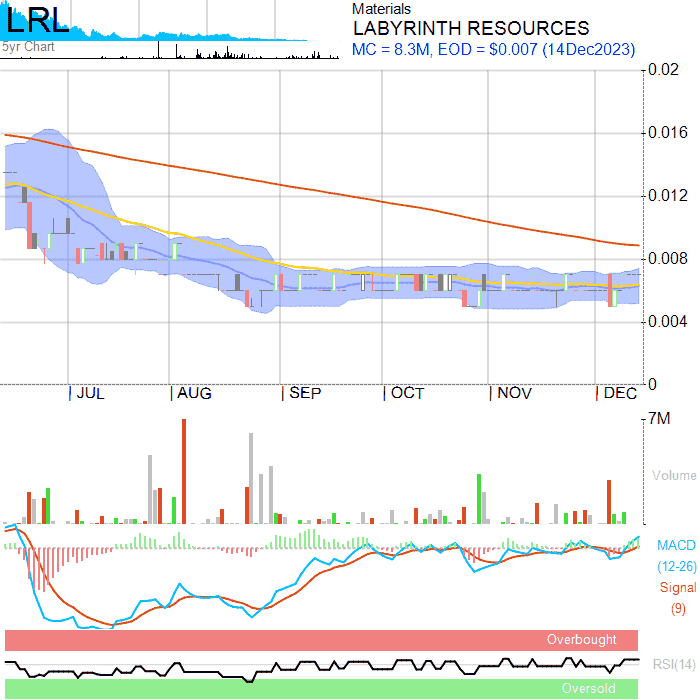 LRL
5yr Chart
Materials
LABYRINTH RESOURCES
MC = 8.3M, EOD = $0.007 (14Dec2023)
0.02
0.016
0.012
0.008
0.004
0
JUL
AUG
SEP
OCT
NOV
DEC
7M
Volume
MACD
(12-26)
Signal
(9)
Overbought
RSI(14)
Oversold